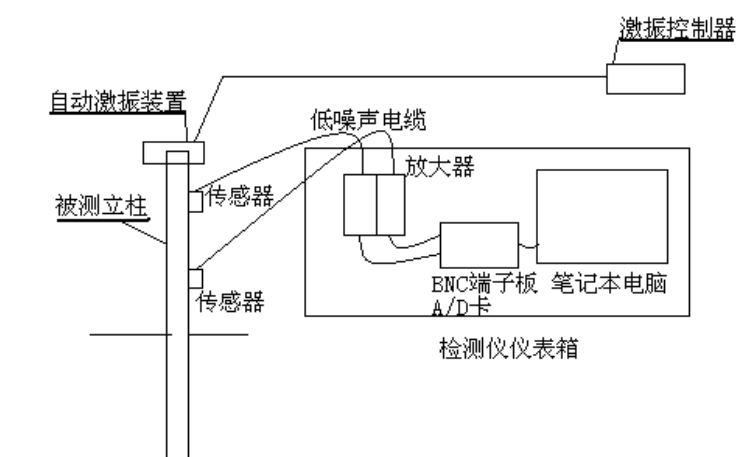 激振控制器
自动激振装置
低噪声电缆
放大器
传感器
被测立柱
传感器
BNC端子板
A/D卡
笔记本电脑
检测仪仪表箱